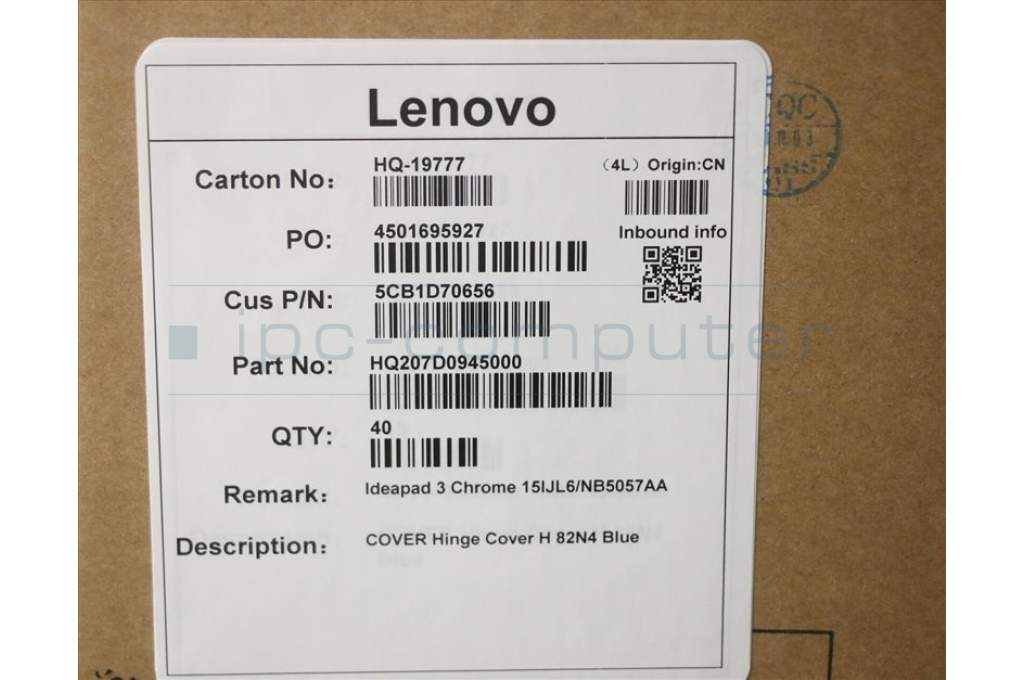 Lenovo
Carton No: HQ-19777
(4L) Origin:CN
PO: 4501695927
Inbound info
Cus P/N: 5CB1D70656
ipc-computer
Part No: HQ207D0945000
QTY: 40
Remark: Ideapad 3 Chrome 15IJL6/NB5057AA
Description: COVER Hinge Cover H 82N4 Blue
QC